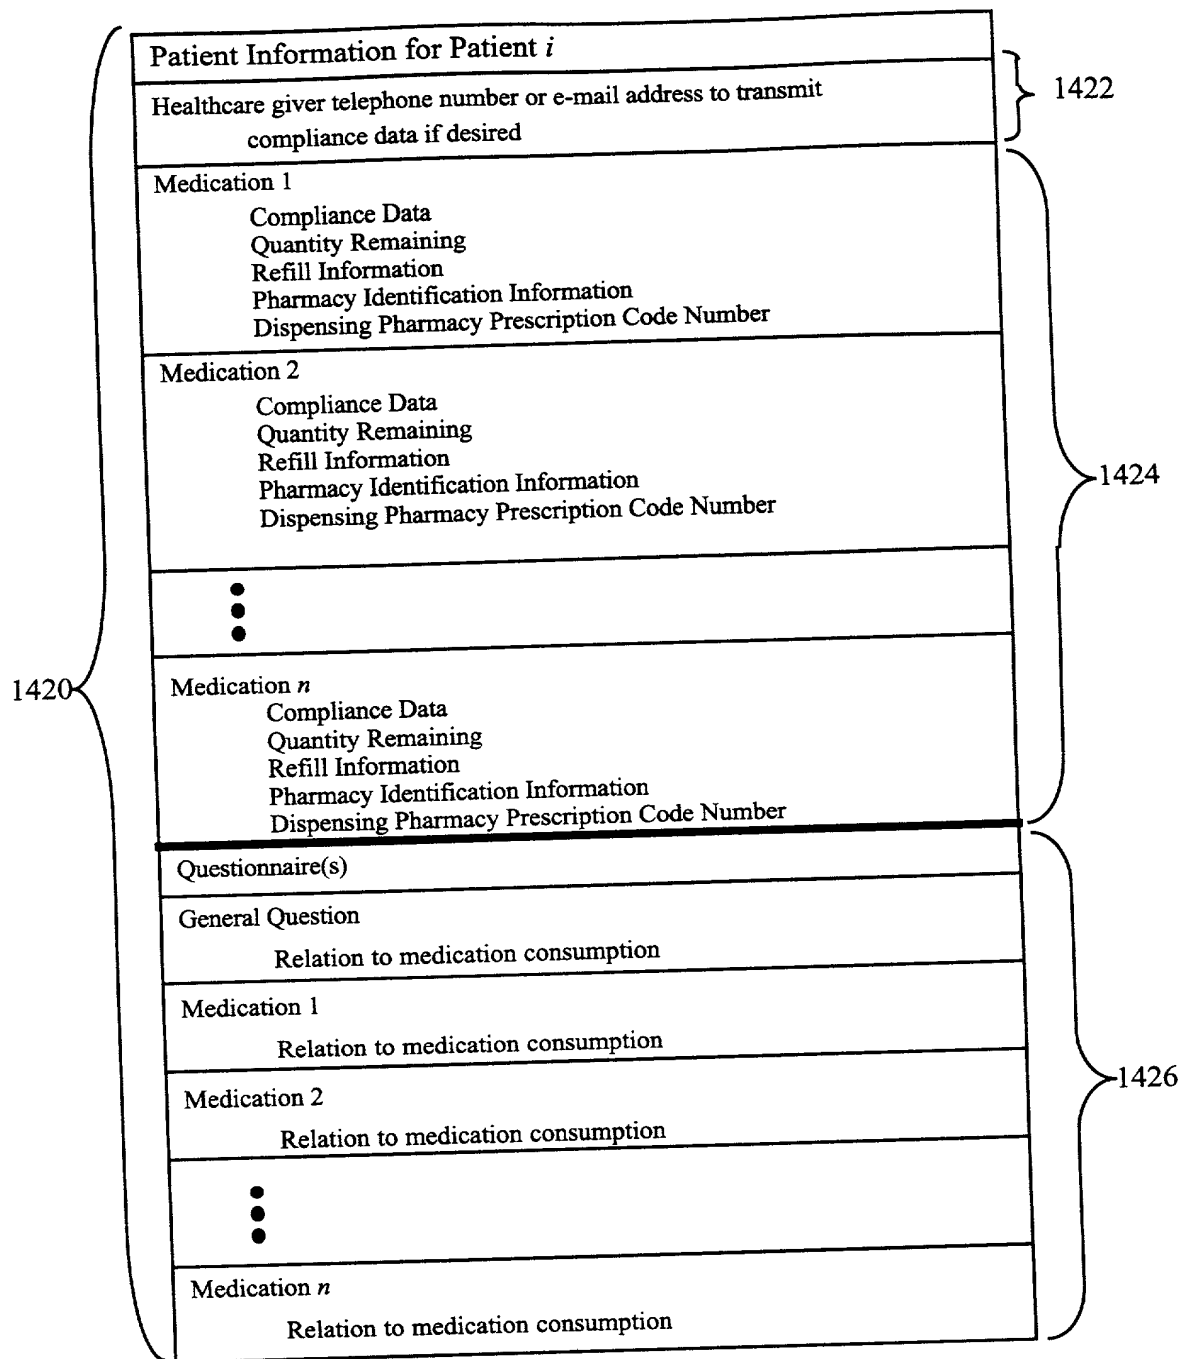 Patient Information for Patient i
Healthcare giver telephone number or e-mail address to transmit
compliance data if desired
1422
Medication 1
Compliance Data
Quantity Remaining
Refill Information
Pharmacy Identification Information
Dispensing Pharmacy Prescription Code Number
Medication 2
Compliance Data
Quantity Remaining
Refill Information
Pharmacy Identification Information
Dispensing Pharmacy Prescription Code Number
1424
1420
Medication n
Compliance Data
Quantity Remaining
Refill Information
Pharmacy Identification Information
Dispensing Pharmacy Prescription Code Number
Questionnaire(s)
General Question
Relation to medication consumption
Medication 1
Relation to medication consumption
1426
Medication 2
Relation to medication consumption
Medication n
Relation to medication consumption